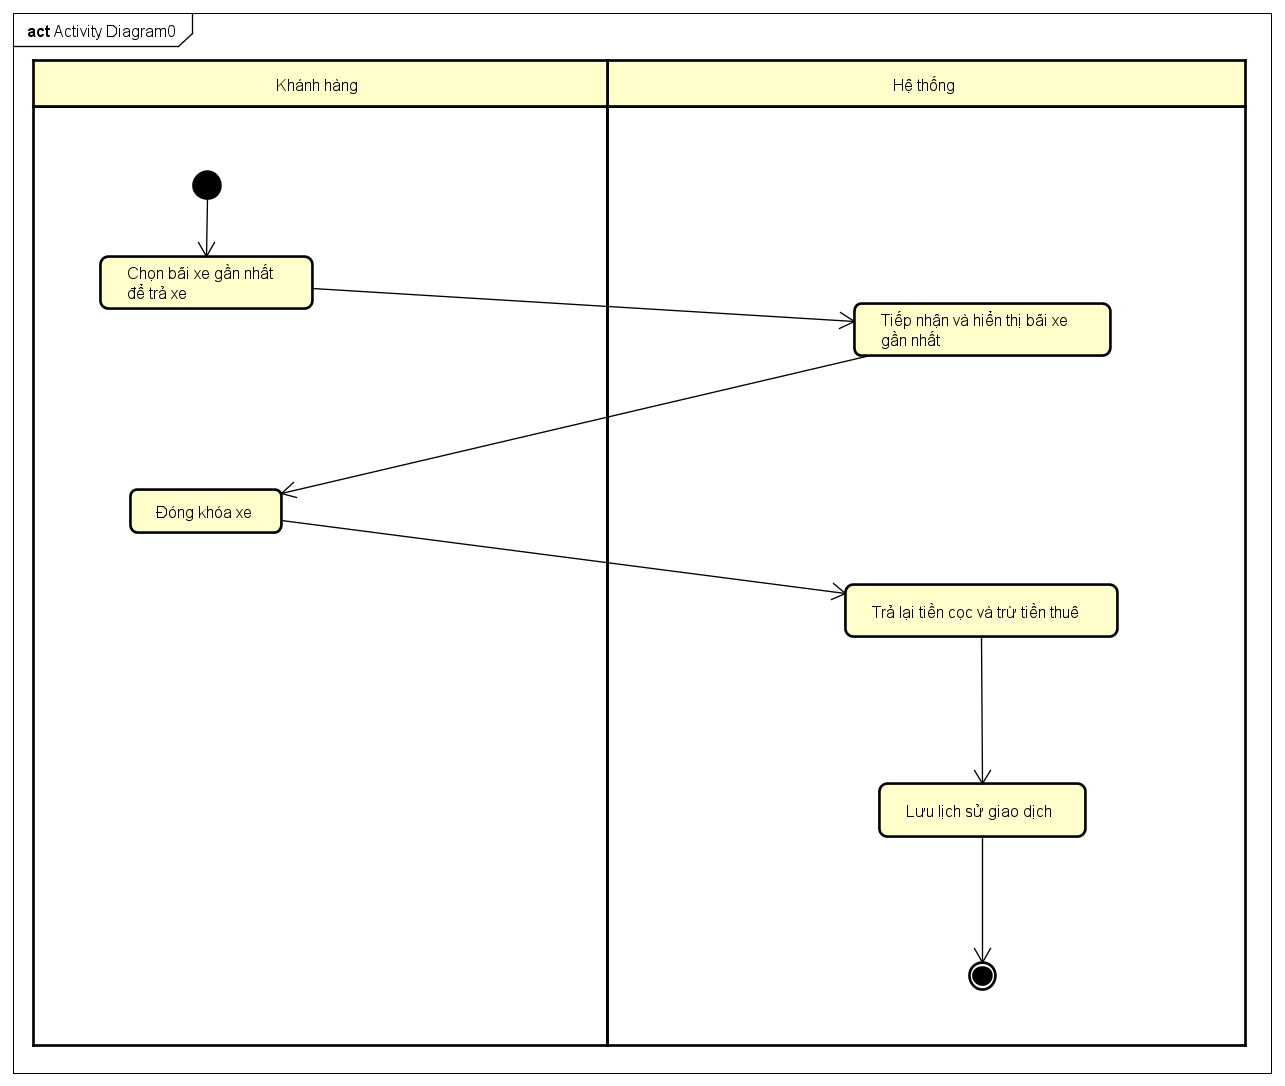 act Activity Diagram0
Khánh hàng
Hệ thống
Chọn bãi xe gần nhất
để trả xe
Tiếp nhận và hiển thị bãi xe
gần nhất
Đóng khóa xe
Trả lại tiền cọc và trừ tiền thuê
Lưu lịch sử giao dịch